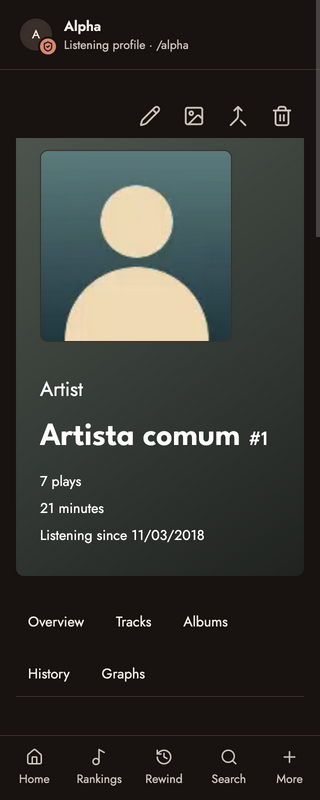 A
Alpha
Listening profile · /alpha
Artist
Artista comum #1
7 plays
21 minutes
Listening since 11/03/2018
Overview
Tracks
Albums
History
Graphs
Home
Rankings
Rewind
Search
More